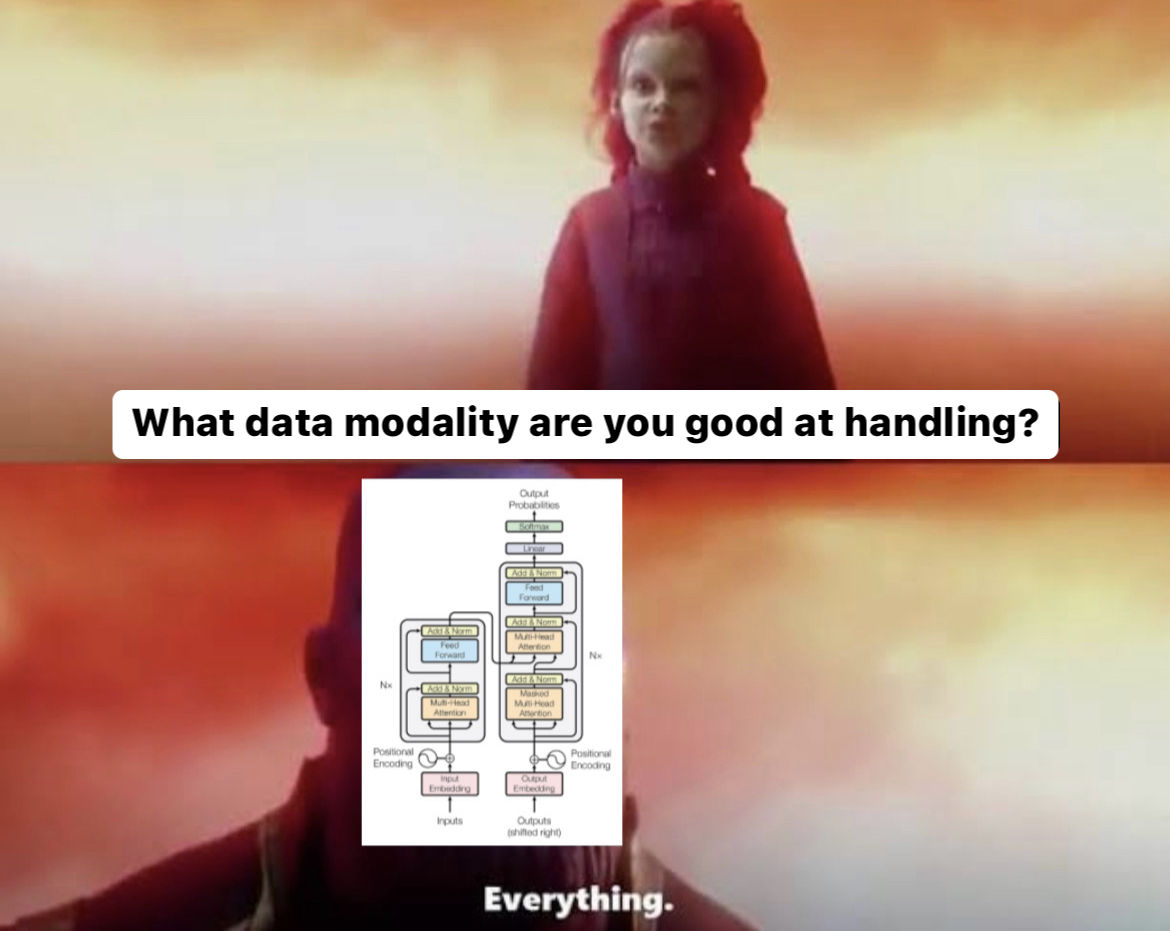 What data modality are you good at handling?
Output
Probabilities
Softmax
Linear
Add & Norm
Feed
Forward
Add & Norm
Multi-Head
Attention
Nx
Add & Norm
Masked
Multi-Head
Attention
Add & Norm
Feed
Forward
Nx
Add & Norm
Multi-Head
Attention
Positional
Encoding
Positional
Encoding
Input
Embedding
Output
Embedding
Inputs
Outputs
(shifted right)
Everything.